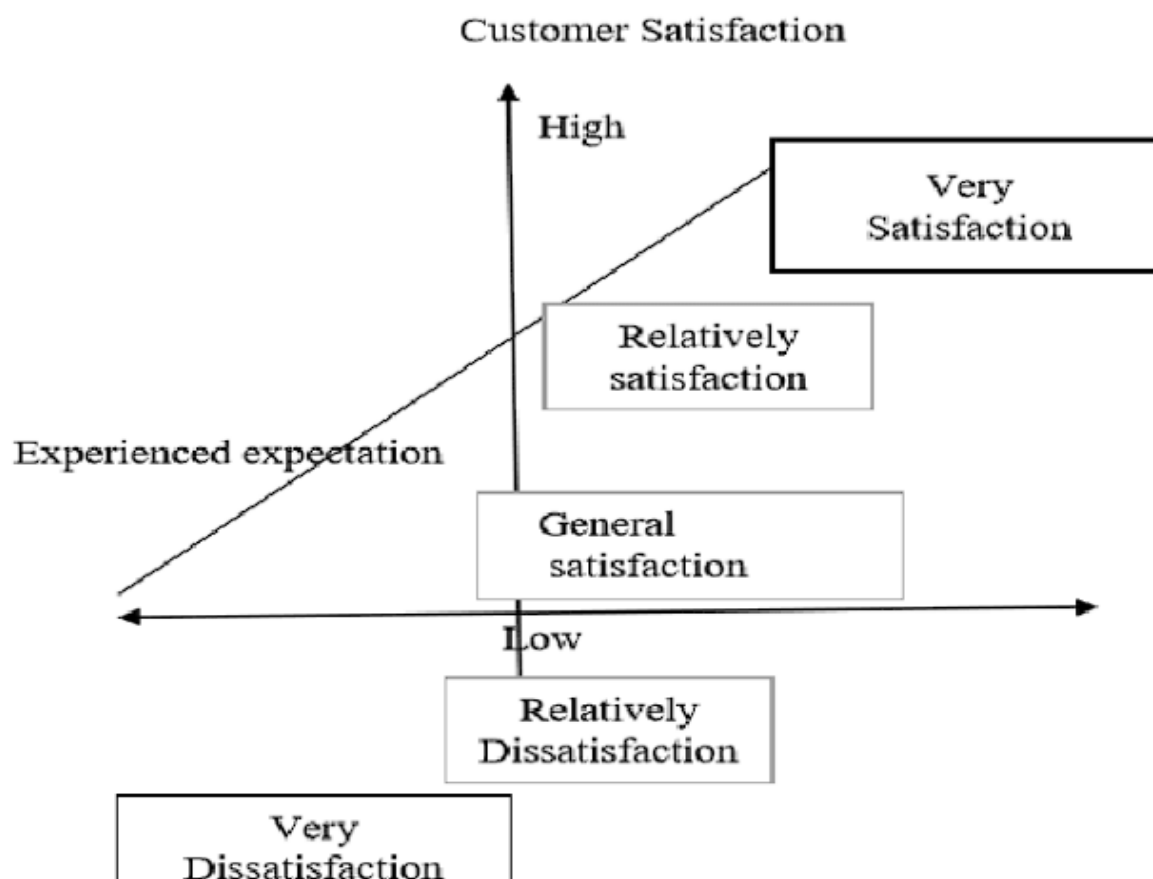 Customer Satisfaction
High
Very
Satisfaction
Relatively
satisfaction
Experienced expectation
General
satisfaction
Low
Relatively
Dissatisfaction
Very
Dissatisfaction